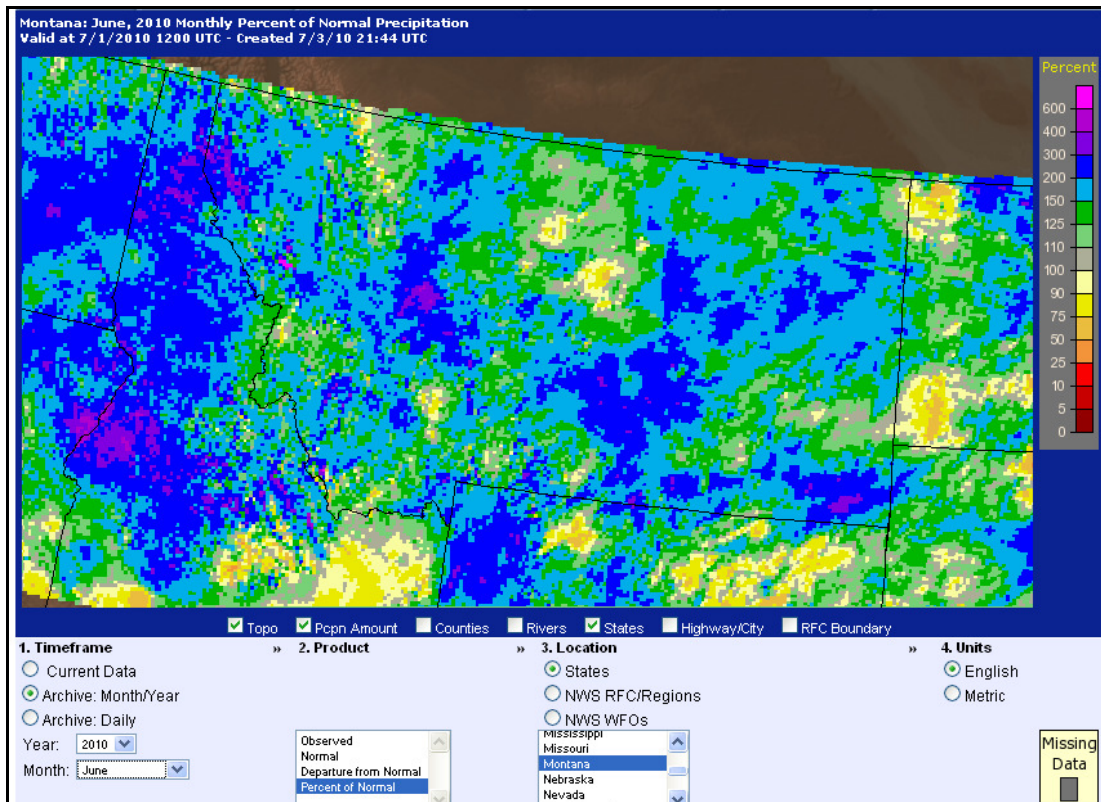 Montana: June, 2010 Monthly Percent of Normal Precipitation
Valid at 7/1/2010 1200 UTC - Created 7/3/10 21:44 UTC
Percent
600
400
300
200
150
125
110
100
90
75
50
25
10
5
0
Topo Pcpn Amount Counties Rivers States Highway/City RFC Boundary
1. Timeframe » 2. Product » 3. Location » 4. Units
Current Data States English
Archive: Month/Year NWS RFC/Regions Metric
Archive: Daily NWS WFOs
Year: 2010
Month: June
Observed
Normal
Departure from Normal
Percent of Normal
Mississippi
Missouri
Montana
Nebraska
Nevada
Missing
Data